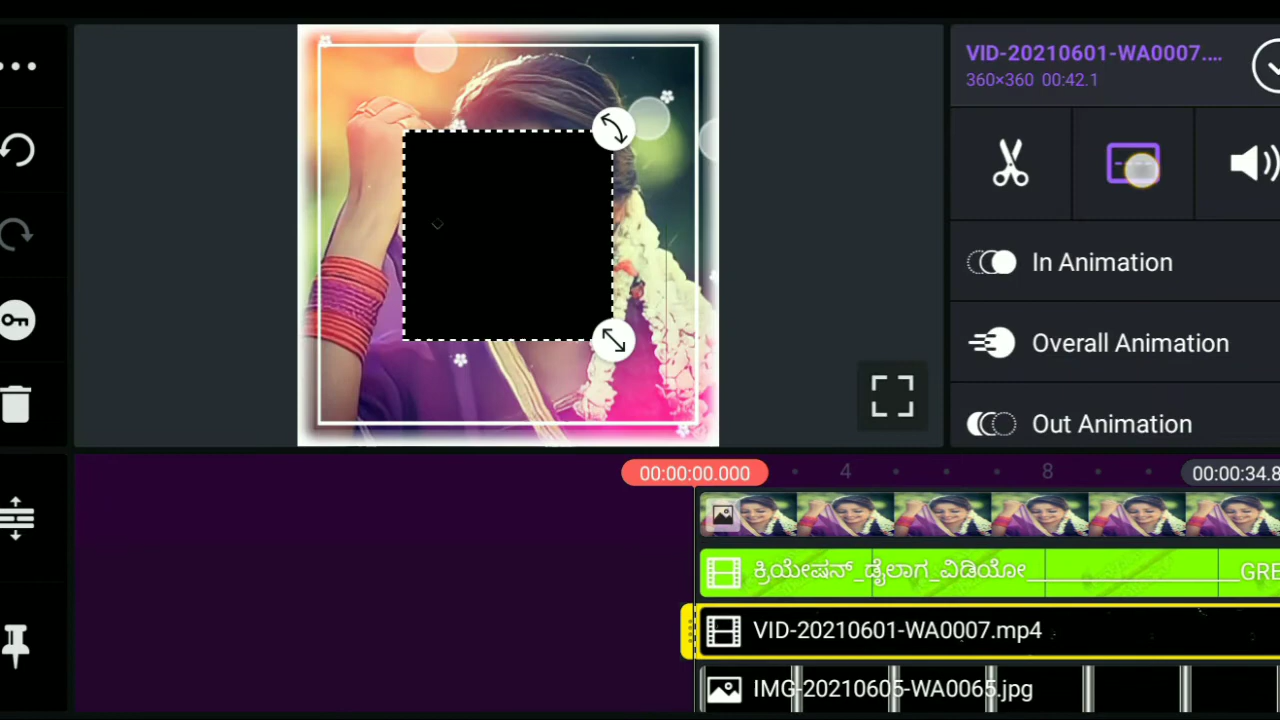 VID-20210601-WA0007....
360×360 00:42.1
In Animation
Overall Animation
Out Animation
00:00:00.000
4
8
00:00:34.8
ಕ್ರಿಯೇಷನ್_ಡೈಲಾಗ_ವಿಡಿಯೋ____________________GRE
VID-20210601-WA0007.mp4
IMG-20210605-WA0065.jpg